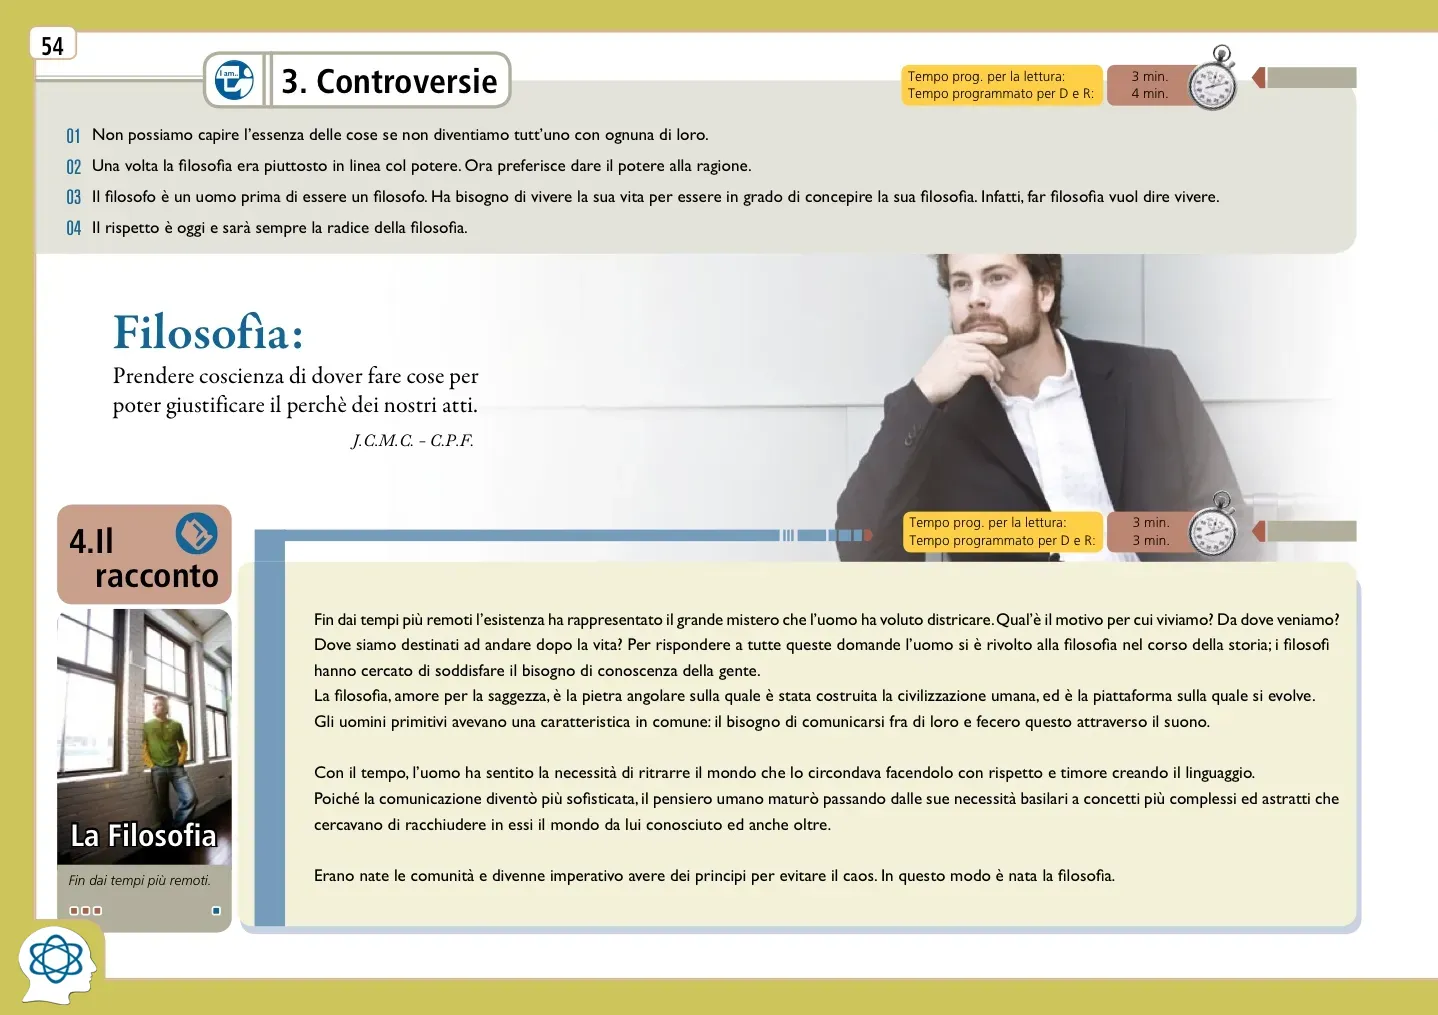 54
I am...
3. Controversie
Tempo prog. per la lettura: 3 min.
Tempo programmato per D e R: 4 min.
01 Non possiamo capire l'essenza delle cose se non diventiamo tutt'uno con ognuna di loro.
02 Una volta la filosofia era piuttosto in linea col potere. Ora preferisce dare il potere alla ragione.
03 Il filosofo è un uomo prima di essere un filosofo. Ha bisogno di vivere la sua vita per essere in grado di concepire la sua filosofia. Infatti, far filosofia vuol dire vivere.
04 Il rispetto è oggi e sarà sempre la radice della filosofia.
Filosofia:
Prendere coscienza di dover fare cose per
poter giustificare il perchè dei nostri atti.
J.C.M.C. – C.P.F.
4.Il
racconto
Tempo prog. per la lettura: 3 min.
Tempo programmato per D e R: 3 min.
La Filosofia
Fin dai tempi più remoti.
Fin dai tempi più remoti l'esistenza ha rappresentato il grande mistero che l'uomo ha voluto districare. Qual'è il motivo per cui viviamo? Da dove veniamo?
Dove siamo destinati ad andare dopo la vita? Per rispondere a tutte queste domande l'uomo si è rivolto alla filosofia nel corso della storia; i filosofi
hanno cercato di soddisfare il bisogno di conoscenza della gente.
La filosofia, amore per la saggezza, è la pietra angolare sulla quale è stata costruita la civilizzazione umana, ed è la piattaforma sulla quale si evolve.
Gli uomini primitivi avevano una caratteristica in comune: il bisogno di comunicarsi fra di loro e fecero questo attraverso il suono.
Con il tempo, l'uomo ha sentito la necessità di ritrarre il mondo che lo circondava facendolo con rispetto e timore creando il linguaggio.
Poiché la comunicazione diventò più sofisticata, il pensiero umano maturò passando dalle sue necessità basilari a concetti più complessi ed astratti che
cercavano di racchiudere in essi il mondo da lui conosciuto ed anche oltre.
Erano nate le comunità e divenne imperativo avere dei principi per evitare il caos. In questo modo è nata la filosofia.